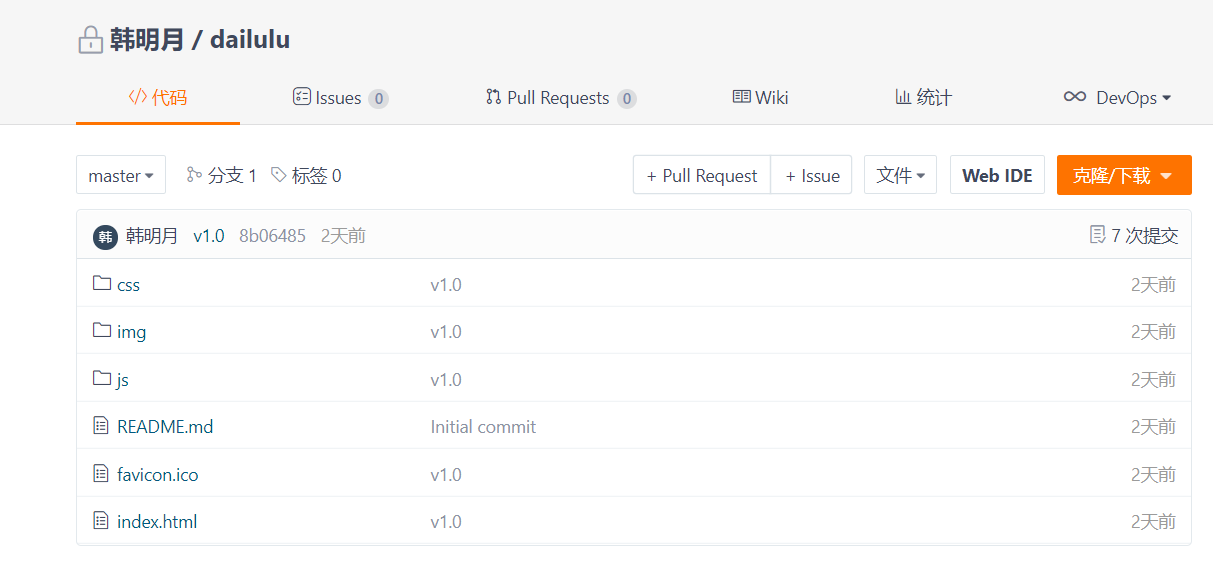 韩明月 / dailulu
代码 Issues 0 Pull Requests 0 Wiki 统计 DevOps
master 分支 1 标签 0 + Pull Request + Issue 文件 Web IDE 克隆/下载
韩 韩明月 v1.0 8b06485 2天前 7 次提交
css v1.0 2天前
img v1.0 2天前
js v1.0 2天前
README.md Initial commit 2天前
favicon.ico v1.0 2天前
index.html v1.0 2天前